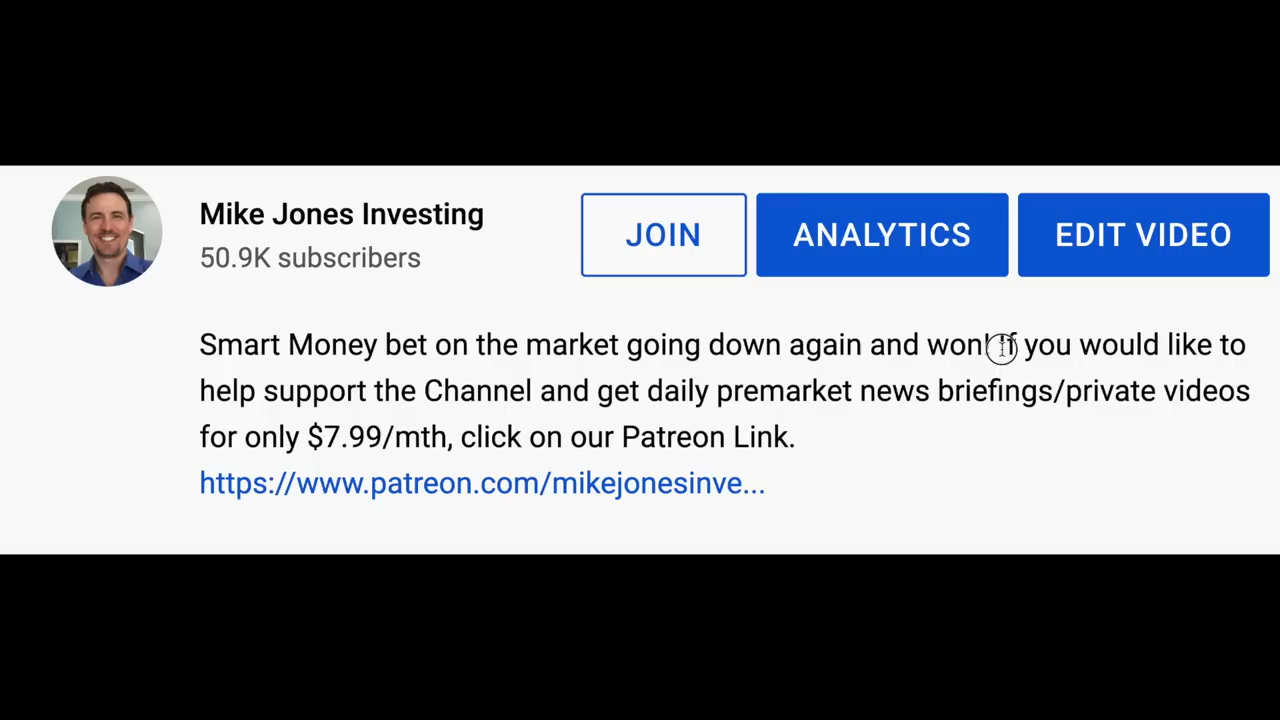 Mike Jones Investing
50.9K subscribers
JOIN
ANALYTICS
EDIT VIDEO
Smart Money bet on the market going down again and won! If you would like to
help support the Channel and get daily premarket news briefings/private videos
for only $7.99/mth, click on our Patreon Link.
https://www.patreon.com/mikejonesinve...